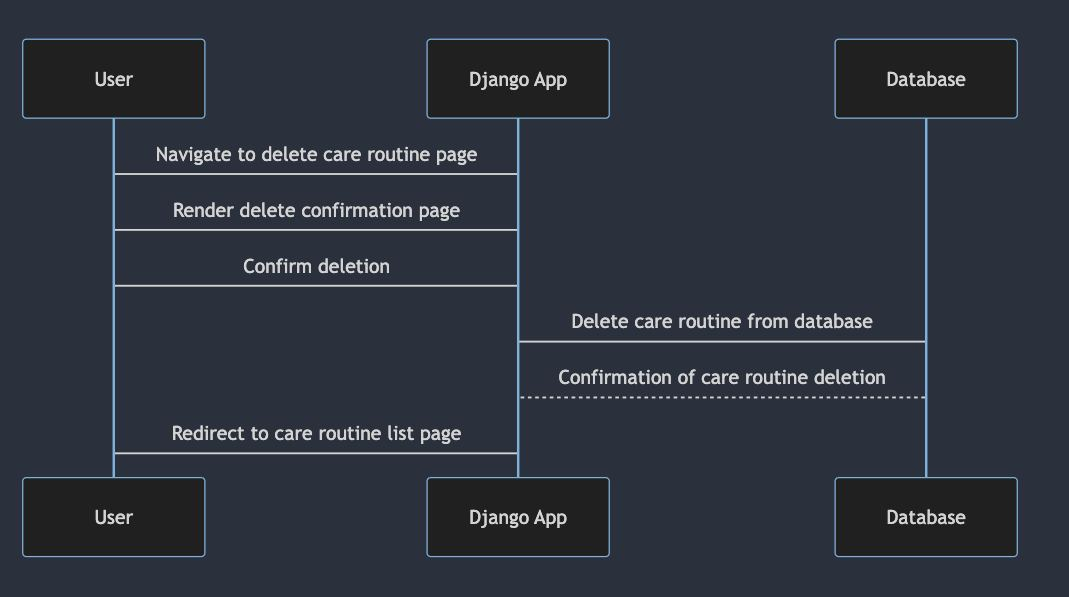 User
Django App
Database
Navigate to delete care routine page
Render delete confirmation page
Confirm deletion
Delete care routine from database
Confirmation of care routine deletion
Redirect to care routine list page
User
Django App
Database